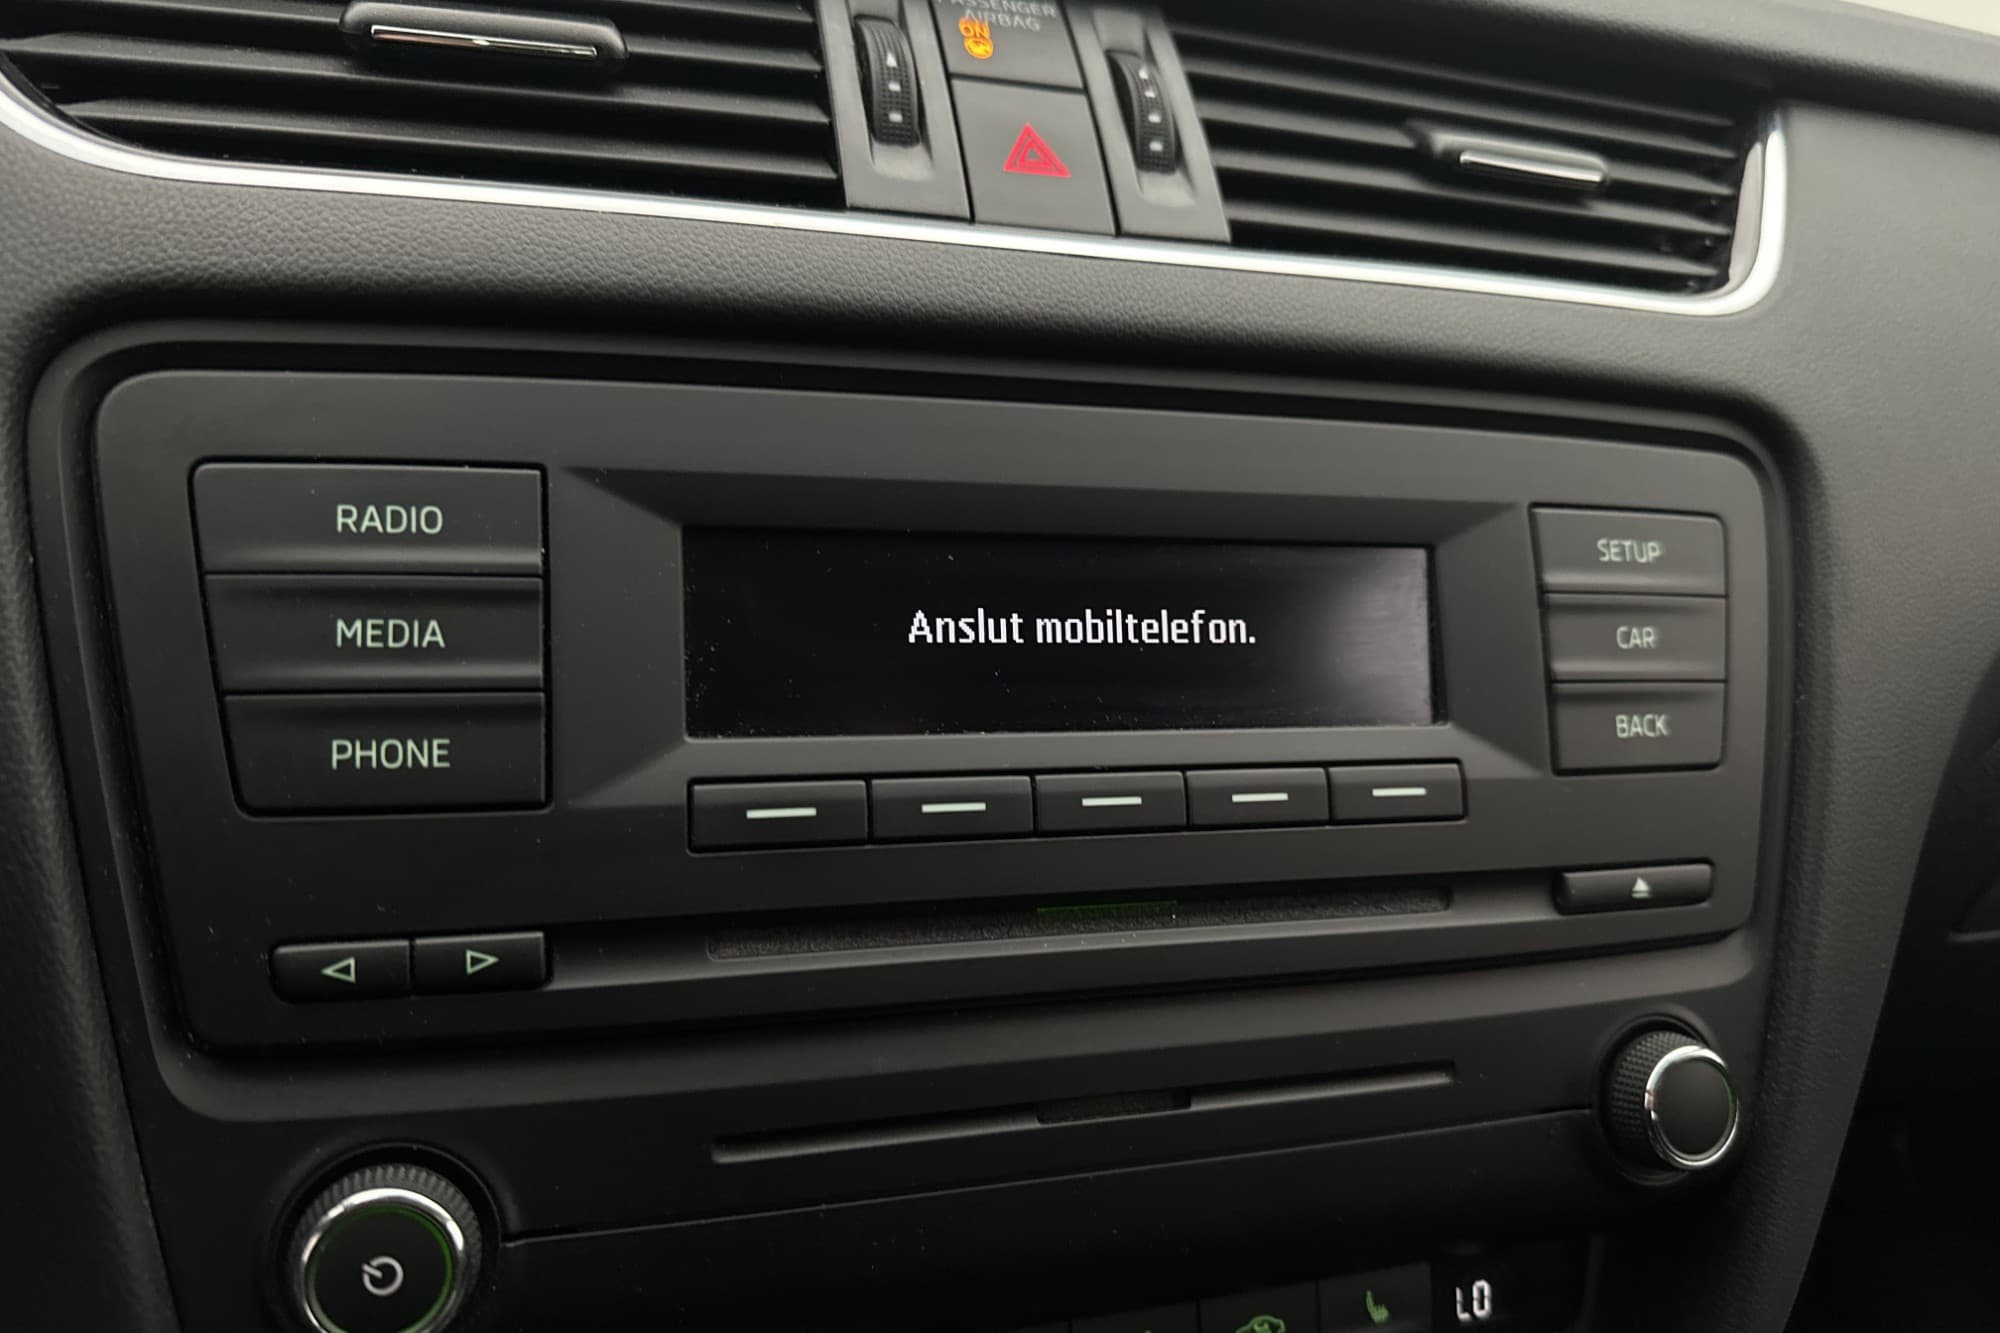 PASSENGER
AIRBAG
ON
RADIO
MEDIA
PHONE
Anslut mobiltelefon.
SETUP
CAR
BACK
LO